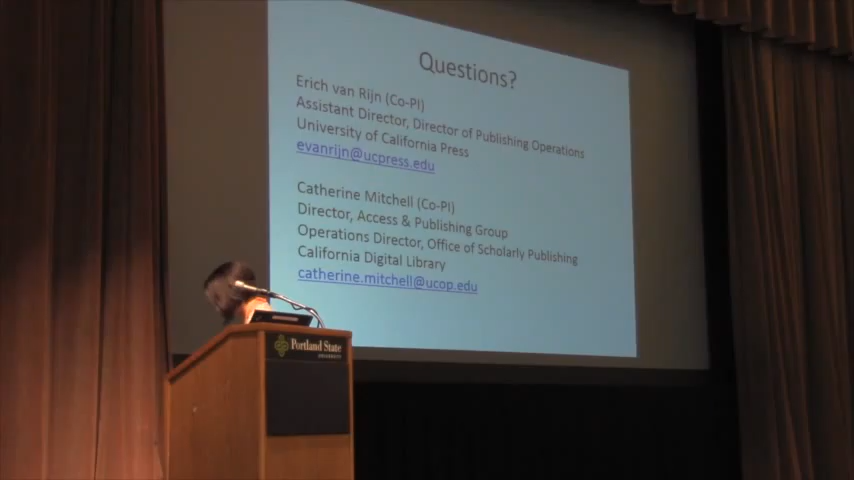 Questions?
Erich van Rijn (Co-PI)
Assistant Director, Director of Publishing Operations
University of California Press
evanrijn@ucpress.edu
Catherine Mitchell (Co-PI)
Director, Access & Publishing Group
Operations Director, Office of Scholarly Publishing
California Digital Library
catherine.mitchell@ucop.edu
Portland State
UNIVERSITY